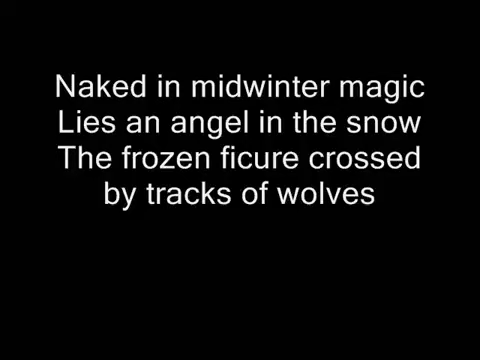 Naked in midwinter magic
Lies an angel in the snow
The frozen ficure crossed
by tracks of wolves